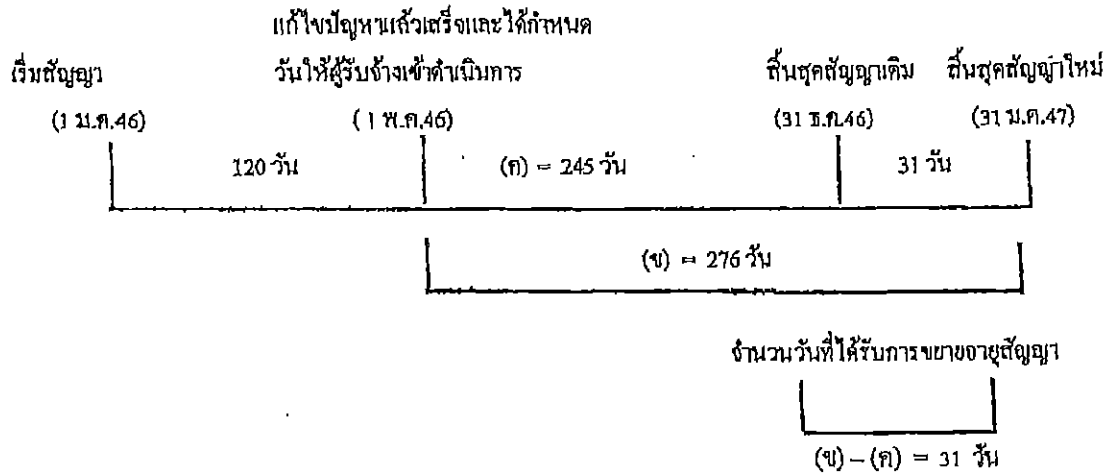 แก้ไขปัญหาแล้วเสร็จและได้กำหนด
เริ่มสัญญา วันให้ผู้รับจ้างเข้าดำเนินการ สิ้นสุดสัญญาเดิม สิ้นสุดสัญญาใหม่
(1 ม.ค.46) (1 พ.ค.46) (31 ธ.ค.46) (31 ม.ค.47)
120 วัน (ค) = 245 วัน 31 วัน
(ข) = 276 วัน
จำนวนวันที่ได้รับการขยายอายุสัญญา
(ข) – (ค) = 31 วัน